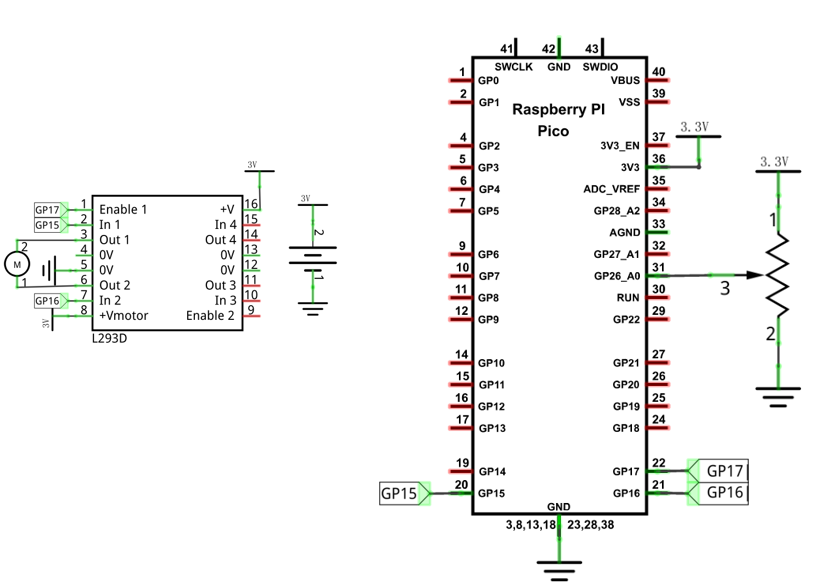 3V
GP17 1 Enable 1 +V 16
GP15 2 In 1 In 4 15
3 Out 1 Out 4 14
2 4 0V 0V 13
M 5 0V 0V 12
1 6 Out 2 Out 3 11
GP16 7 In 2 In 3 10
3V 8 +Vmotor Enable 2 9
L293D
3V
2
1
41 42 43
SWCLK GND SWDIO
1 GP0 VBUS 40
2 GP1 VSS 39
Raspberry PI
Pico
4 GP2 3V3_EN 37
5 GP3 3V3 36
6 GP4 ADC_VREF 35
7 GP5 GP28_A2 34
AGND 33
9 GP6 GP27_A1 32
10 GP7 GP26_A0 31
11 GP8 RUN 30
12 GP9 GP22 29
14 GP10 GP21 27
15 GP11 GP20 26
16 GP12 GP19 25
17 GP13 GP18 24
19 GP14 GP17 22 GP17
GP15 20 GP15 GP16 21 GP16
GND
3,8,13,18 23,28,38
3.3V
3.3V
1
3
2